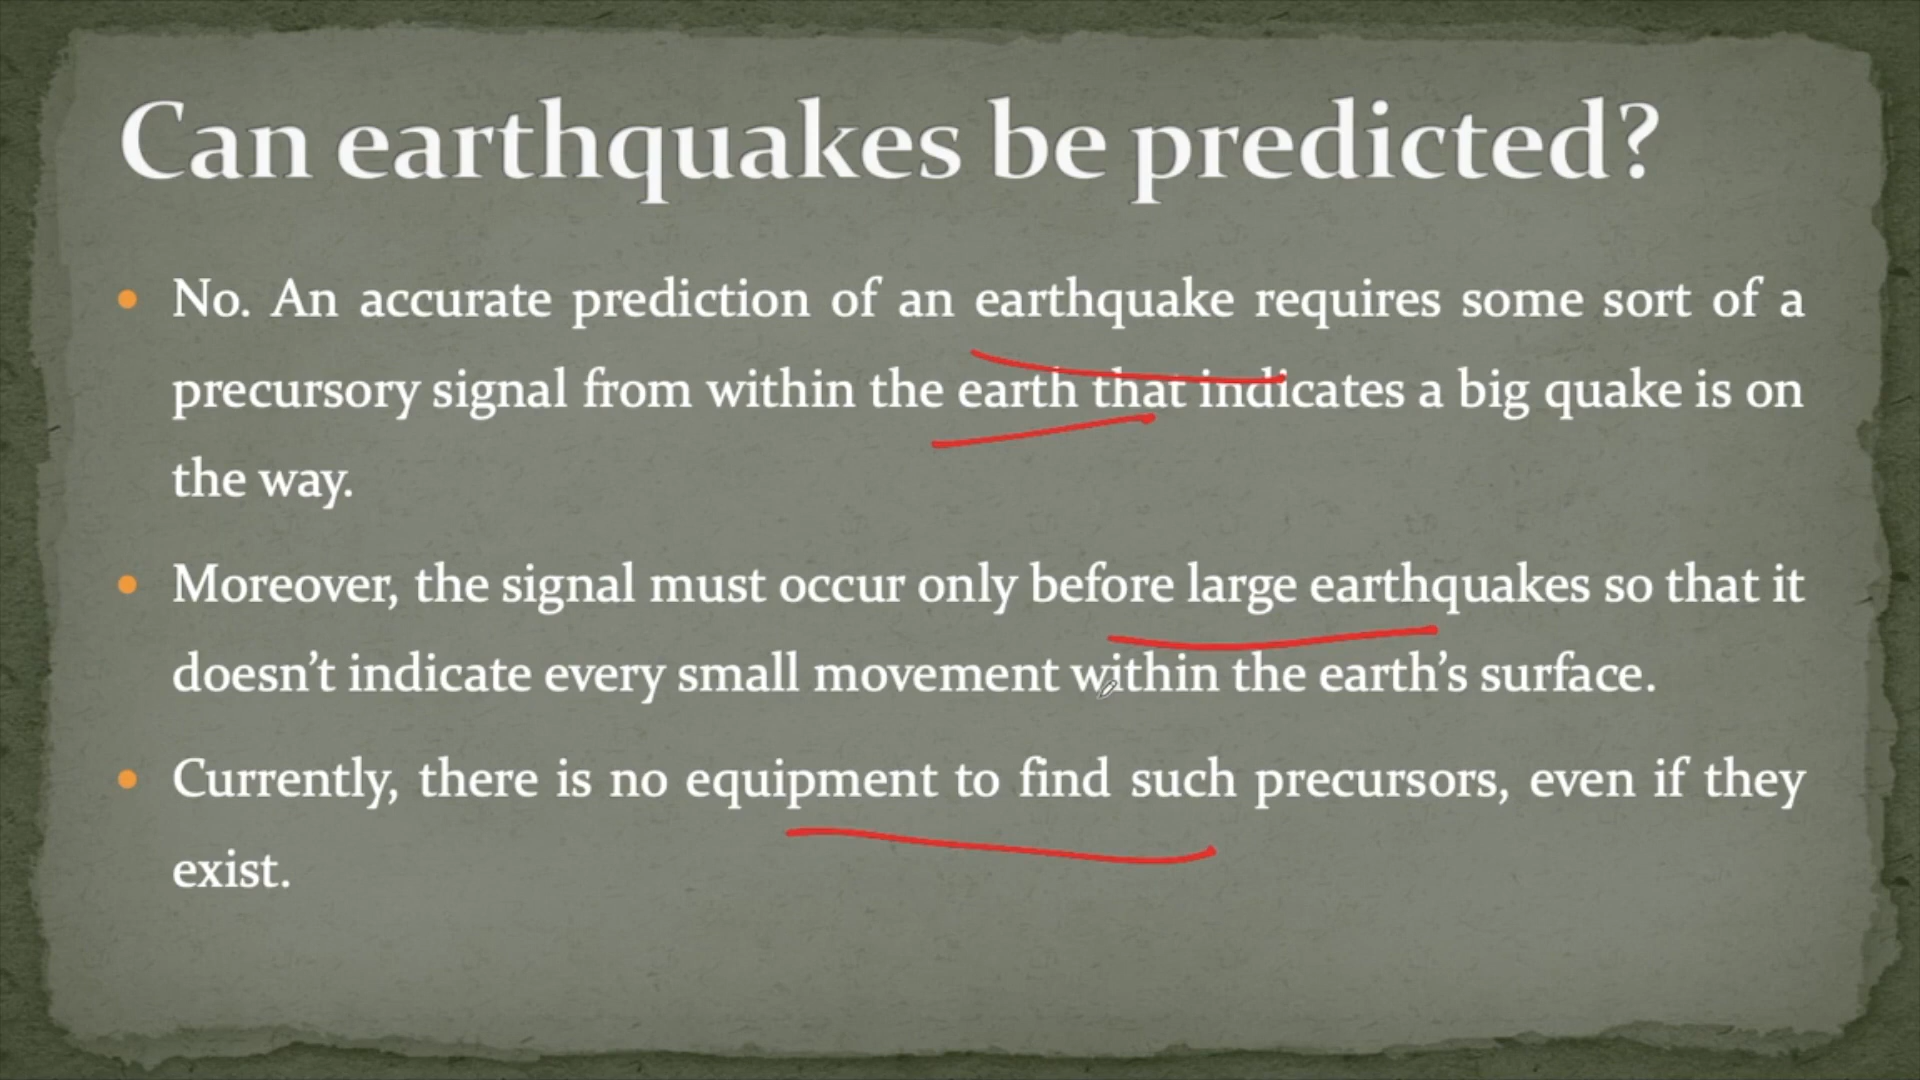 Can earthquakes be predicted?
No. An accurate prediction of an earthquake requires some sort of a
precursory signal from within the earth that indicates a big quake is on
the way.
Moreover, the signal must occur only before large earthquakes so that it
doesn’t indicate every small movement within the earth’s surface.
Currently, there is no equipment to find such precursors, even if they
exist.